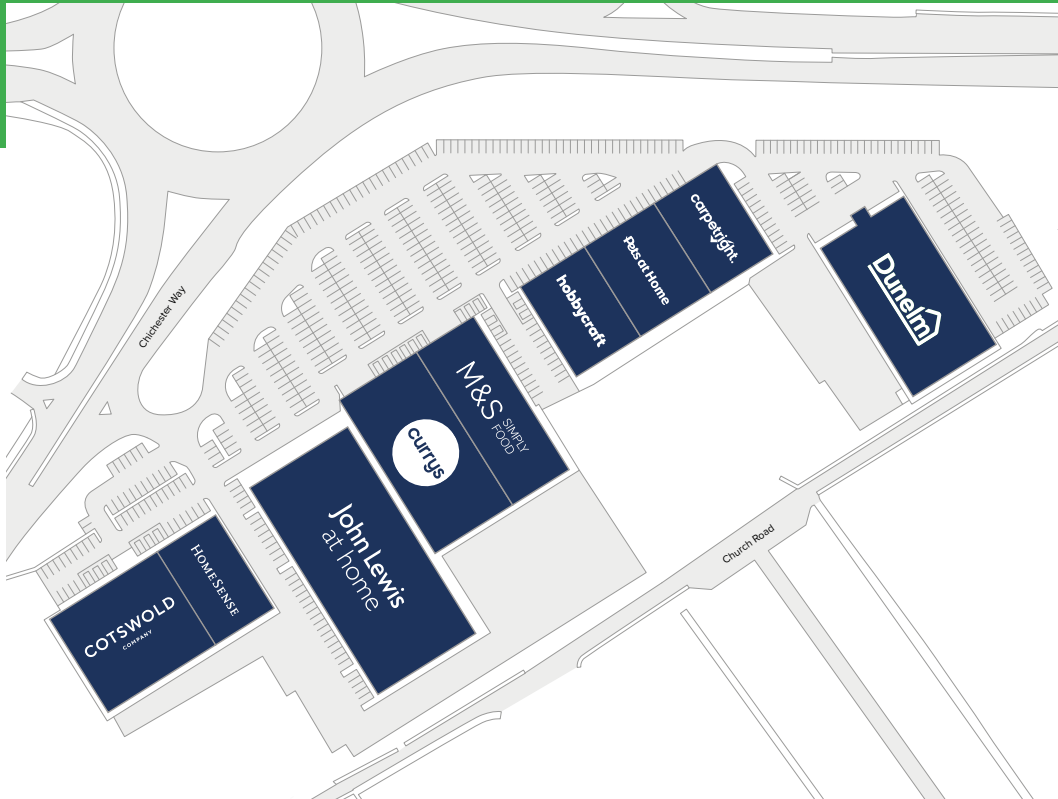 carpetright.
Pets at Home
hobbycraft
Dunelm
Chichester Way
M&S
SIMPLY
FOOD
currys
John Lewis
at home
HOMESENSE
COTSWOLD
COMPANY
Church Road